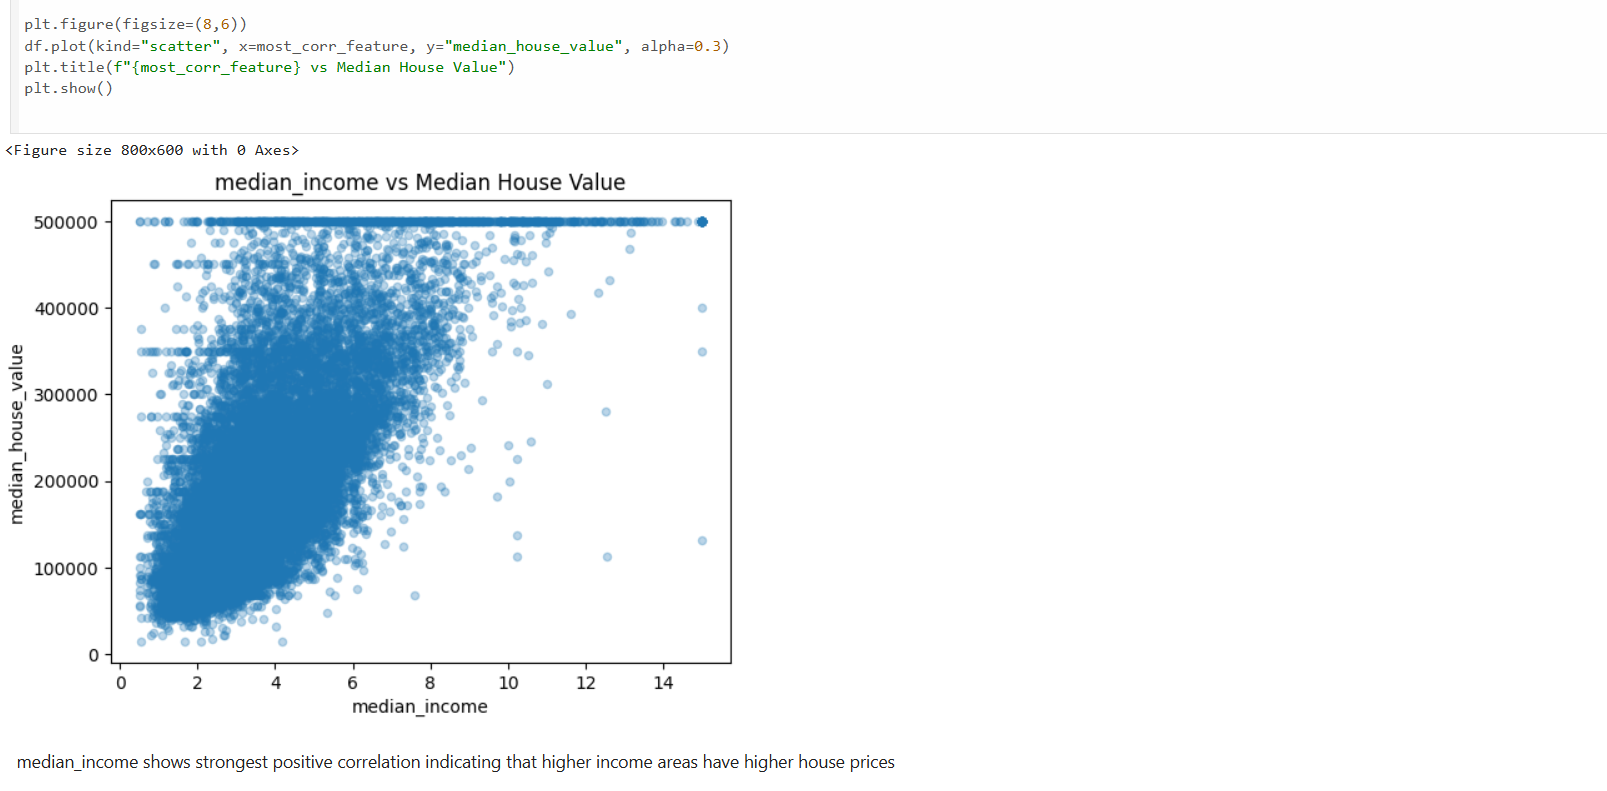 plt.figure(figsize=(8,6))
df.plot(kind="scatter", x=most_corr_feature, y="median_house_value", alpha=0.3)
plt.title(f"{most_corr_feature} vs Median House Value")
plt.show()
<Figure size 800x600 with 0 Axes>
median_income vs Median House Value
500000
400000
300000
200000
100000
0
median_house_value
0 2 4 6 8 10 12 14
median_income
median_income shows strongest positive correlation indicating that higher income areas have higher house prices